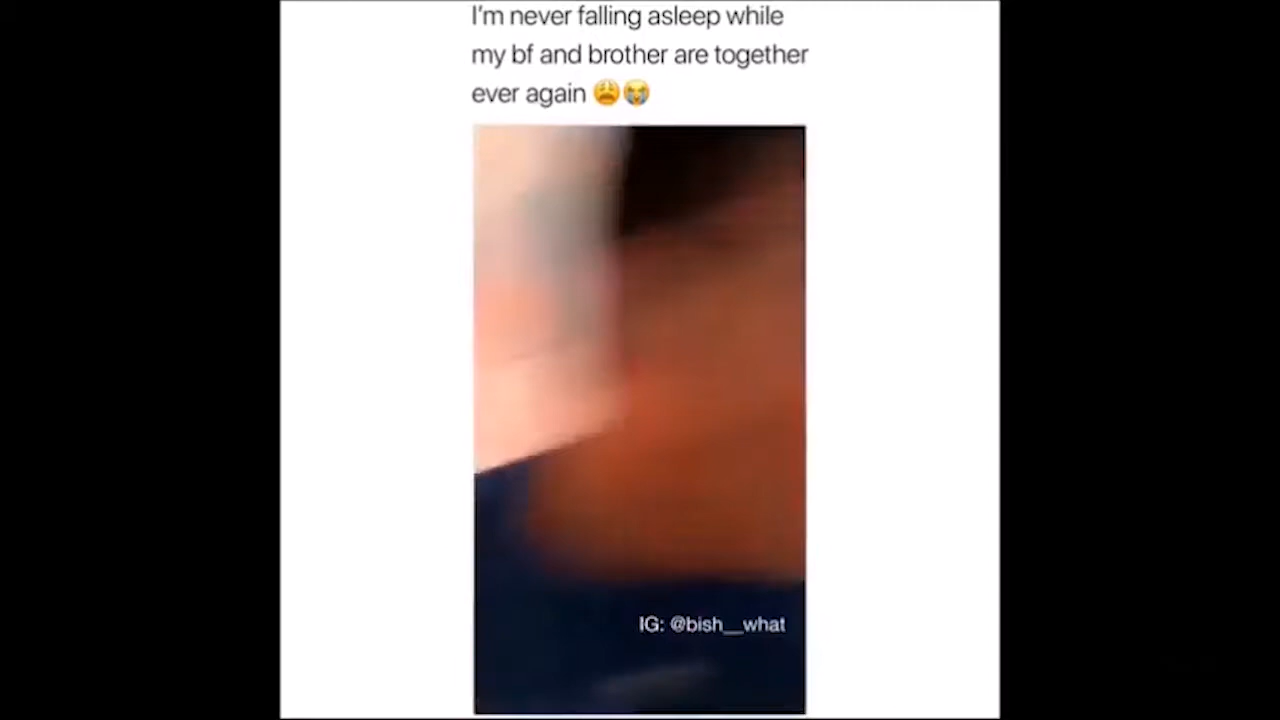 I'm never falling asleep while
my bf and brother are together
ever again 😩😭
IG: @bish__what